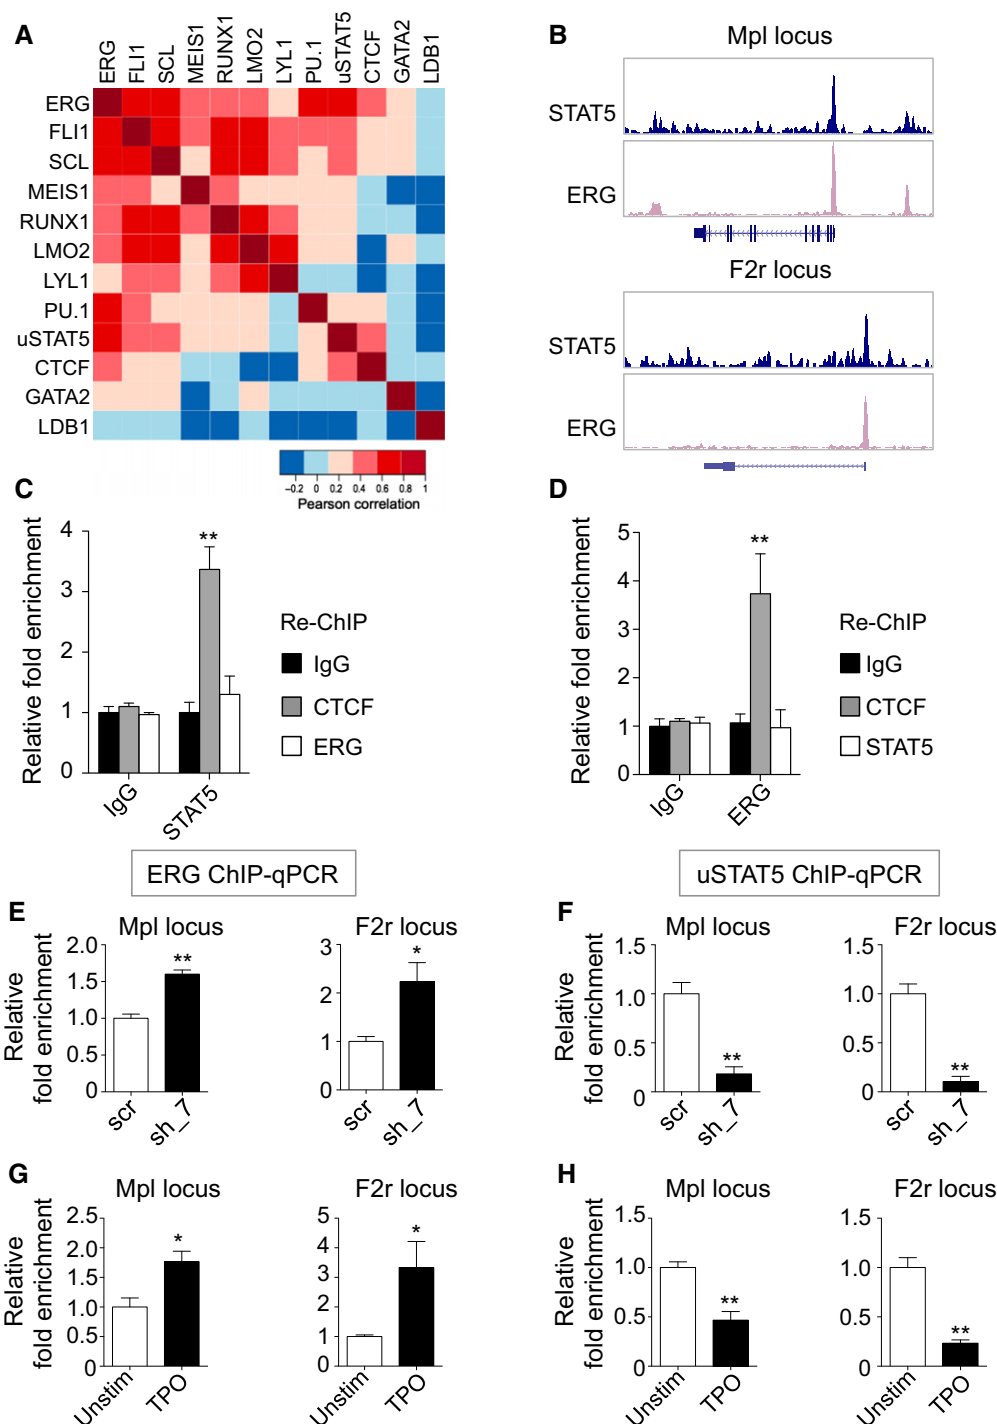 A
ERG
FLI1
SCL
MEIS1
RUNX1
LMO2
LYL1
PU.1
uSTAT5
CTCF
GATA2
LDB1
ERG
FLI1
SCL
MEIS1
RUNX1
LMO2
LYL1
PU.1
uSTAT5
CTCF
GATA2
LDB1
−0.2 0 0.2 0.4 0.6 0.8 1
Pearson correlation
B
Mpl locus
STAT5
ERG
F2r locus
STAT5
ERG
C
Relative fold enrichment
4
3
2
1
0
**
IgG
STAT5
Re-ChIP
IgG
CTCF
ERG
D
Relative fold enrichment
5
4
3
2
1
0
**
IgG
ERG
Re-ChIP
IgG
CTCF
STAT5
ERG ChIP-qPCR
uSTAT5 ChIP-qPCR
E
Mpl locus
Relative
fold enrichment
2.0
1.5
1.0
0.5
0
**
scr
sh_7
F2r locus
3
2
1
0
*
scr
sh_7
F
Mpl locus
Relative
fold enrichment
1.5
1.0
0.5
0
**
scr
sh_7
F2r locus
1.5
1.0
0.5
0
**
scr
sh_7
G
Mpl locus
Relative
fold enrichment
2.5
2.0
1.5
1.0
0.5
0
*
Unstim
TPO
F2r locus
5
4
3
2
1
0
*
Unstim
TPO
H
Mpl locus
Relative
fold enrichment
1.5
1.0
0.5
0
**
Unstim
TPO
F2r locus
1.5
1.0
0.5
0
**
Unstim
TPO